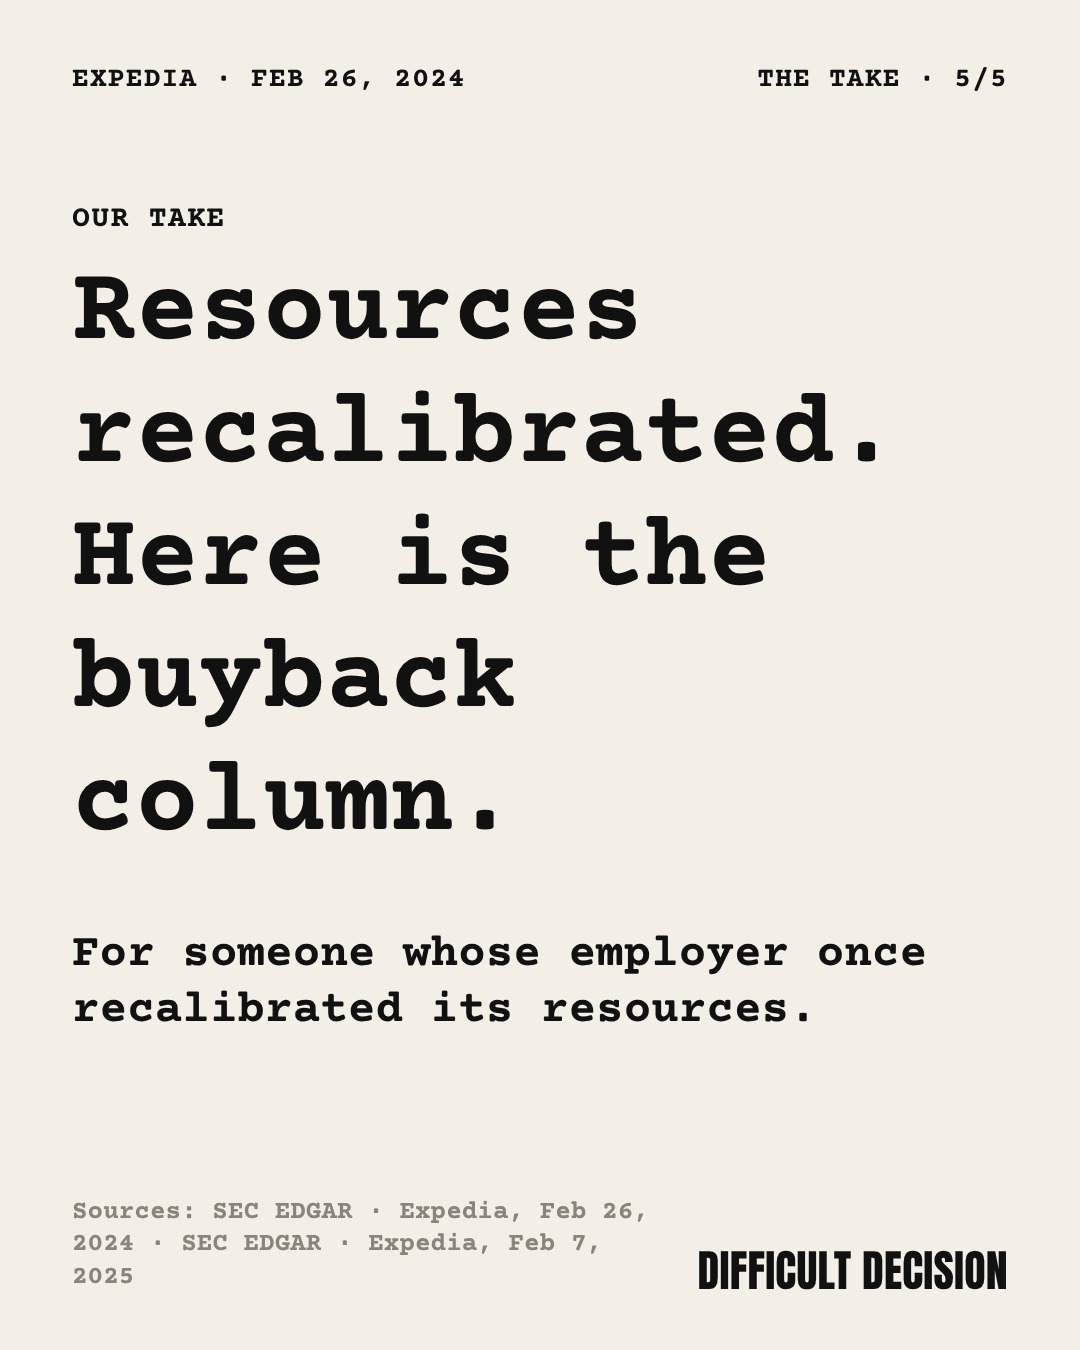 EXPEDIA · FEB 26, 2024
THE TAKE · 5/5
OUR TAKE
Resources
recalibrated.
Here is the
buyback
column.
For someone whose employer once
recalibrated its resources.
Sources: SEC EDGAR · Expedia, Feb 26,
2024 · SEC EDGAR · Expedia, Feb 7,
2025
DIFFICULT DECISION